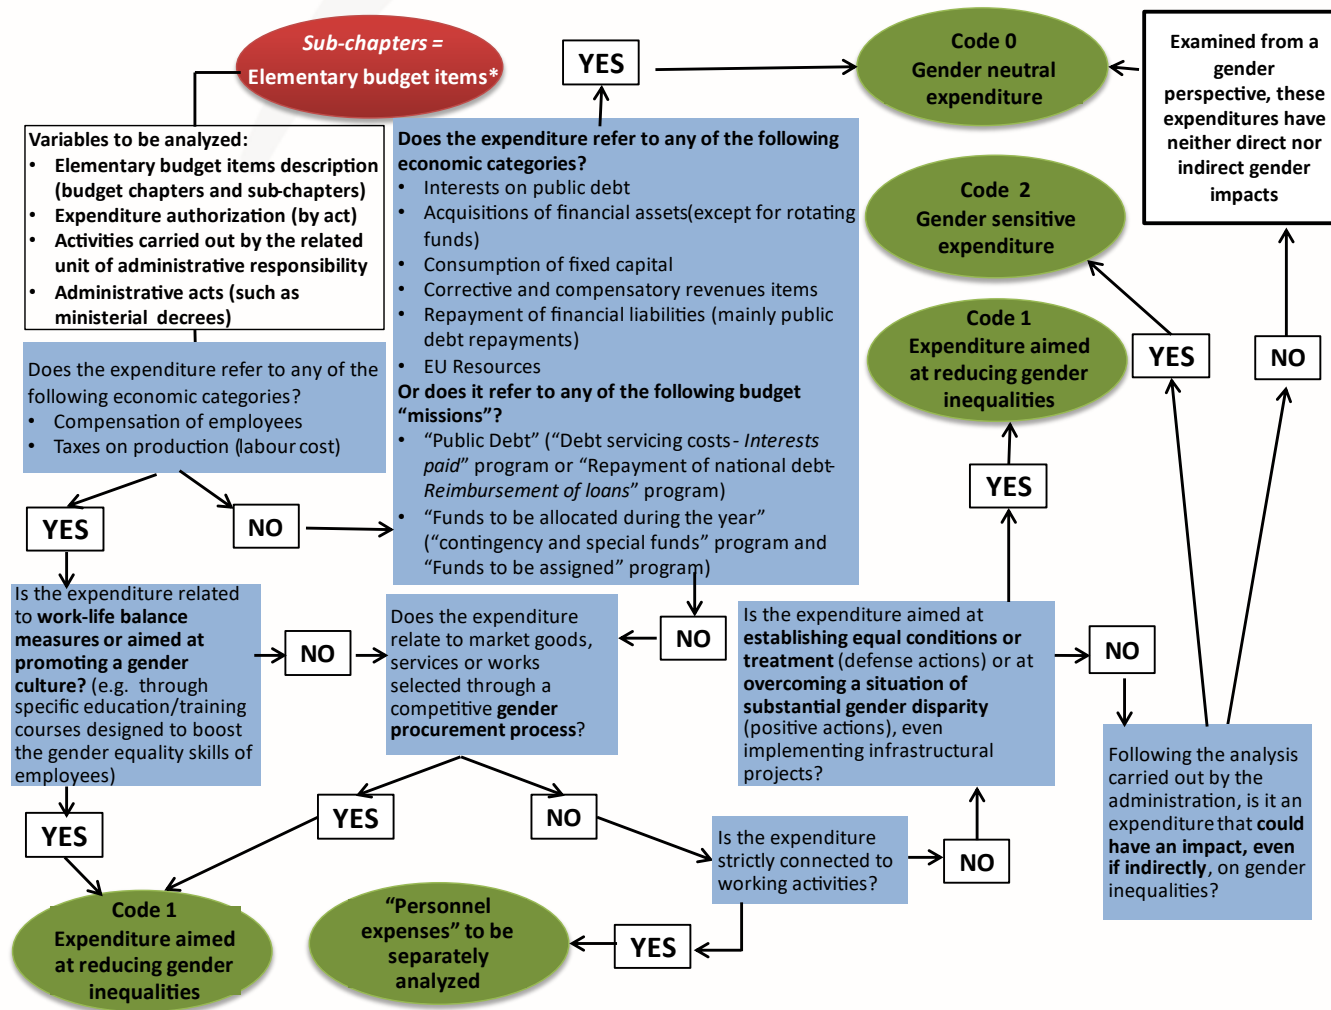 Sub-chapters =
Elementary budget items*
Variables to be analyzed:
• Elementary budget items description
(budget chapters and sub-chapters)
• Expenditure authorization (by act)
• Activities carried out by the related
unit of administrative responsibility
• Administrative acts (such as
ministerial decrees)
Does the expenditure refer to any of the
following economic categories?
• Compensation of employees
• Taxes on production (labour cost)
YES
NO
Is the expenditure related
to work-life balance
measures or aimed at
promoting a gender
culture? (e.g. through
specific education/training
courses designed to boost
the gender equality skills of
employees)
NO
YES
Code 1
Expenditure aimed
at reducing gender
inequalities
YES
Does the expenditure refer to any of the following
economic categories?
• Interests on public debt
• Acquisitions of financial assets(except for rotating
funds)
• Consumption of fixed capital
• Corrective and compensatory revenues items
• Repayment of financial liabilities (mainly public
debt repayments)
• EU Resources
Or does it refer to any of the following budget
“missions”?
• “Public Debt” (“Debt servicing costs- Interests
paid” program or “Repayment of national debt-
Reimbursement of loans” program)
• “Funds to be allocated during the year”
(“contingency and special funds” program and
“Funds to be assigned” program)
NO
Does the expenditure
relate to market goods,
services or works
selected through a
competitive gender
procurement process?
YES
NO
Is the expenditure
strictly connected to
working activities?
YES
“Personnel
expenses” to be
separately
analyzed
NO
Is the expenditure aimed at
establishing equal conditions or
treatment (defense actions) or at
overcoming a situation of
substantial gender disparity
(positive actions), even
implementing infrastructural
projects?
YES
Code 1
Expenditure aimed
at reducing gender
inequalities
NO
Following the analysis
carried out by the
administration, is it an
expenditure that could
have an impact, even
if indirectly, on gender
inequalities?
YES
Code 2
Gender sensitive
expenditure
NO
Examined from a
gender
perspective, these
expenditures have
neither direct nor
indirect gender
impacts
Code 0
Gender neutral
expenditure